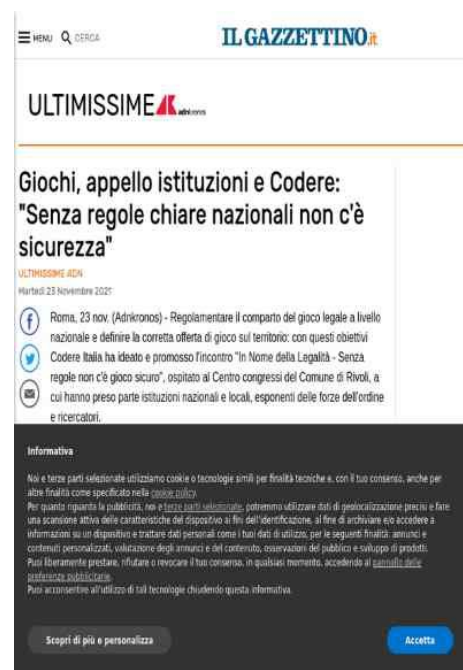 MENU CERCA IL GAZZETTINO.it
ULTIMISSIME adnkronos
Giochi, appello istituzioni e Codere:
"Senza regole chiare nazionali non c'è
sicurezza"
ULTIMISSIME ADN
Martedì 23 Novembre 2021
Roma, 23 nov. (Adnkronos) - Regolamentare il comparto del gioco legale a livello
nazionale e definire la corretta offerta di gioco sul territorio: con questi obiettivi
Codere Italia ha ideato e promosso l'incontro "In Nome della Legalità - Senza
regole non c'è gioco sicuro", ospitato al Centro congressi del Comune di Rivoli, a
cui hanno preso parte istituzioni nazionali e locali, esponenti delle forze dell'ordine
e ricercatori.
Informativa
Noi e terze parti selezionate utilizziamo cookie o tecnologie simili per finalità tecniche e, con il tuo consenso, anche per
altre finalità come specificato nella cookie policy.
Per quanto riguarda la pubblicità, noi e terze parti selezionate, potremmo utilizzare dati di geolocalizzazione precisi e fare
una scansione attiva delle caratteristiche del dispositivo ai fini dell'identificazione, al fine di archiviare e/o accedere a
informazioni su un dispositivo e trattare dati personali come i tuoi dati di utilizzo, per le seguenti finalità: annunci e
contenuti personalizzati, valutazione degli annunci e del contenuto, osservazioni del pubblico e sviluppo di prodotti.
Puoi liberamente prestare, rifiutare o revocare il tuo consenso, in qualsiasi momento, accedendo al pannello delle
preferenze pubblicitarie.
Puoi acconsentire all'utilizzo di tali tecnologie chiudendo questa informativa.
Scopri di più e personalizza Accetta